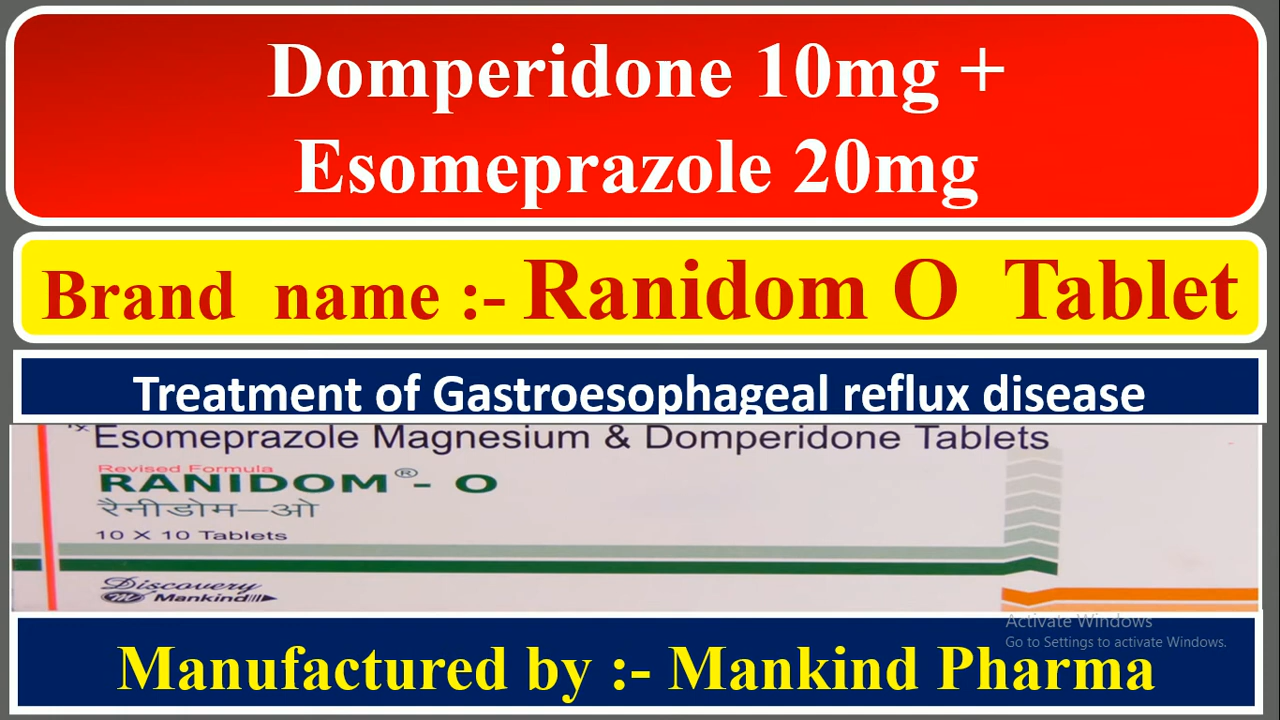 Domperidone 10mg +
Esomeprazole 20mg
Brand name :- Ranidom O Tablet
Treatment of Gastroesophageal reflux disease
Rx
Esomeprazole Magnesium & Domperidone Tablets
Revised Formula
RANIDOM® - O
रैनीडोम–ओ
10 X 10 Tablets
Discovery
m Mankind
Activate Windows
Go to Settings to activate Windows.
Manufactured by :- Mankind Pharma